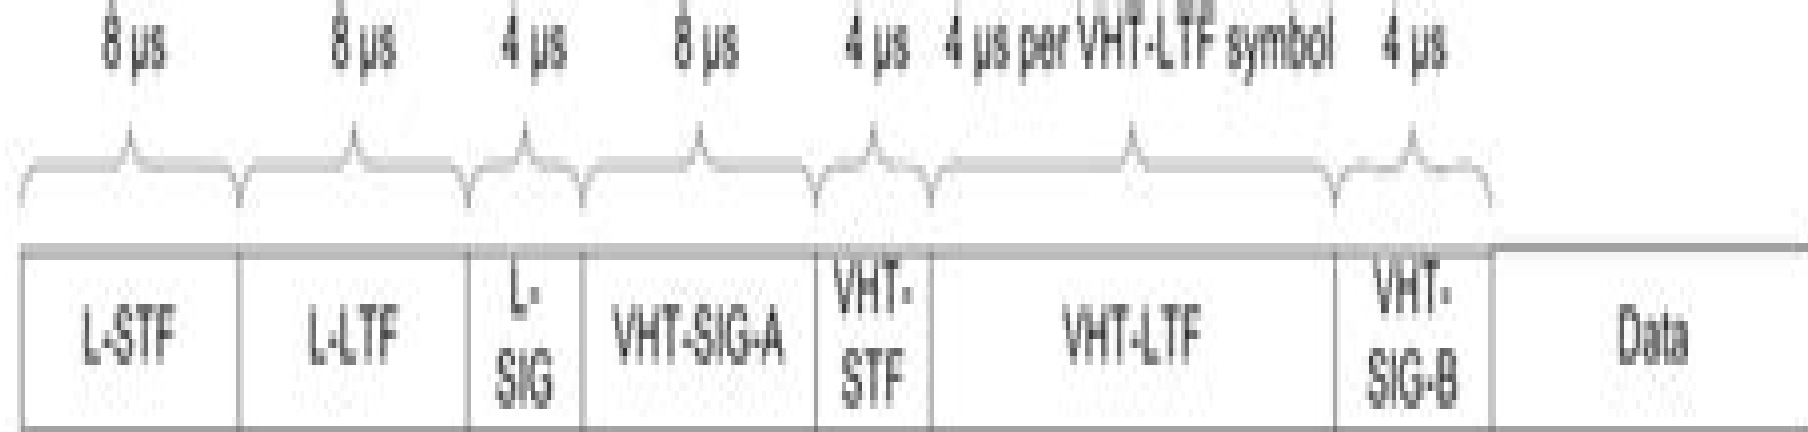 8 µs 8 µs 4 µs 8 µs 4 µs 4 µs per VHT-LTF symbol 4 µs
L-STF L-LTF L-SIG VHT-SIG-A VHT-STF VHT-LTF VHT-SIG-B Data